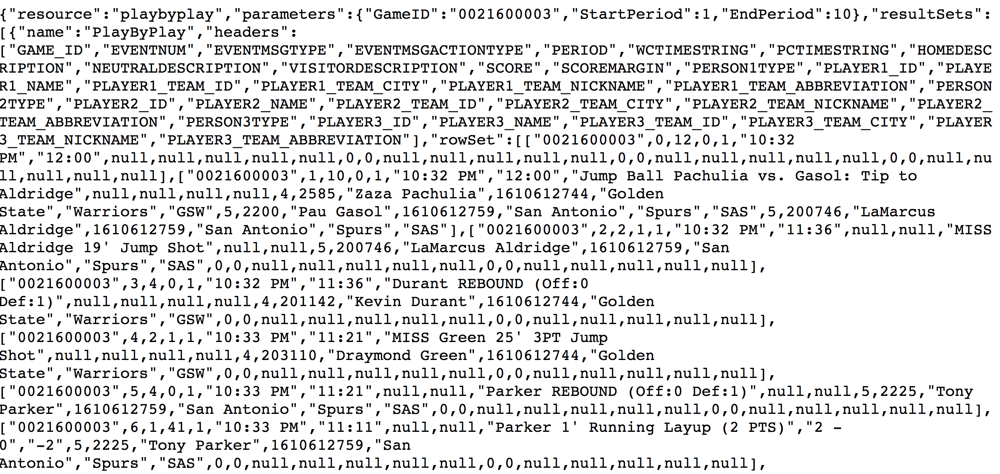 {"resource":"playbyplay","parameters":{"GameID":"0021600003","StartPeriod":1,"EndPeriod":10},"resultSets":
[{"name":"PlayByPlay","headers":
["GAME_ID","EVENTNUM","EVENTMSGTYPE","EVENTMSGACTIONTYPE","PERIOD","WCTIMESTRING","PCTIMESTRING","HOMEDESC
RIPTION","NEUTRALDESCRIPTION","VISITORDESCRIPTION","SCORE","SCOREMARGIN","PERSON1TYPE","PLAYER1_ID","PLAYE
R1_NAME","PLAYER1_TEAM_ID","PLAYER1_TEAM_CITY","PLAYER1_TEAM_NICKNAME","PLAYER1_TEAM_ABBREVIATION","PERSON
2TYPE","PLAYER2_ID","PLAYER2_NAME","PLAYER2_TEAM_ID","PLAYER2_TEAM_CITY","PLAYER2_TEAM_NICKNAME","PLAYER2_
TEAM_ABBREVIATION","PERSON3TYPE","PLAYER3_ID","PLAYER3_NAME","PLAYER3_TEAM_ID","PLAYER3_TEAM_CITY","PLAYER
3_TEAM_NICKNAME","PLAYER3_TEAM_ABBREVIATION"],"rowSet":[["0021600003",0,12,0,1,"10:32
PM","12:00",null,null,null,null,null,0,0,null,null,null,null,null,0,0,null,null,null,null,null,0,0,null,nu
ll,null,null,null],["0021600003",1,10,0,1,"10:32 PM","12:00","Jump Ball Pachulia vs. Gasol: Tip to
Aldridge",null,null,null,null,4,2585,"Zaza Pachulia",1610612744,"Golden
State","Warriors","GSW",5,2200,"Pau Gasol",1610612759,"San Antonio","Spurs","SAS",5,200746,"LaMarcus
Aldridge",1610612759,"San Antonio","Spurs","SAS"],["0021600003",2,2,1,1,"10:32 PM","11:36",null,null,"MISS
Aldridge 19' Jump Shot",null,null,5,200746,"LaMarcus Aldridge",1610612759,"San
Antonio","Spurs","SAS",0,0,null,null,null,null,null,0,0,null,null,null,null,null],
["0021600003",3,4,0,1,"10:32 PM","11:36","Durant REBOUND (Off:0
Def:1)",null,null,null,null,4,201142,"Kevin Durant",1610612744,"Golden
State","Warriors","GSW",0,0,null,null,null,null,null,0,0,null,null,null,null,null],
["0021600003",4,2,1,1,"10:33 PM","11:21","MISS Green 25' 3PT Jump
Shot",null,null,null,null,4,203110,"Draymond Green",1610612744,"Golden
State","Warriors","GSW",0,0,null,null,null,null,null,0,0,null,null,null,null,null],
["0021600003",5,4,0,1,"10:33 PM","11:21",null,null,"Parker REBOUND (Off:0 Def:1)",null,null,5,2225,"Tony
Parker",1610612759,"San Antonio","Spurs","SAS",0,0,null,null,null,null,null,0,0,null,null,null,null,null],
["0021600003",6,1,41,1,"10:33 PM","11:11",null,null,"Parker 1' Running Layup (2 PTS)","2 -
0","-2",5,2225,"Tony Parker",1610612759,"San
Antonio","Spurs","SAS",0,0,null,null,null,null,null,0,0,null,null,null,null,null],